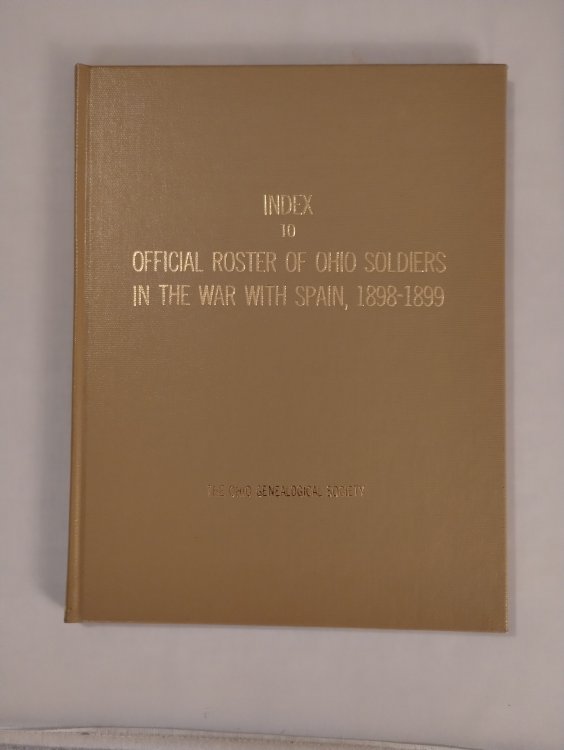 INDEX
TO
OFFICIAL ROSTER OF OHIO SOLDIERS
IN THE WAR WITH SPAIN, 1898-1899
THE OHIO GENEALOGICAL SOCIETY